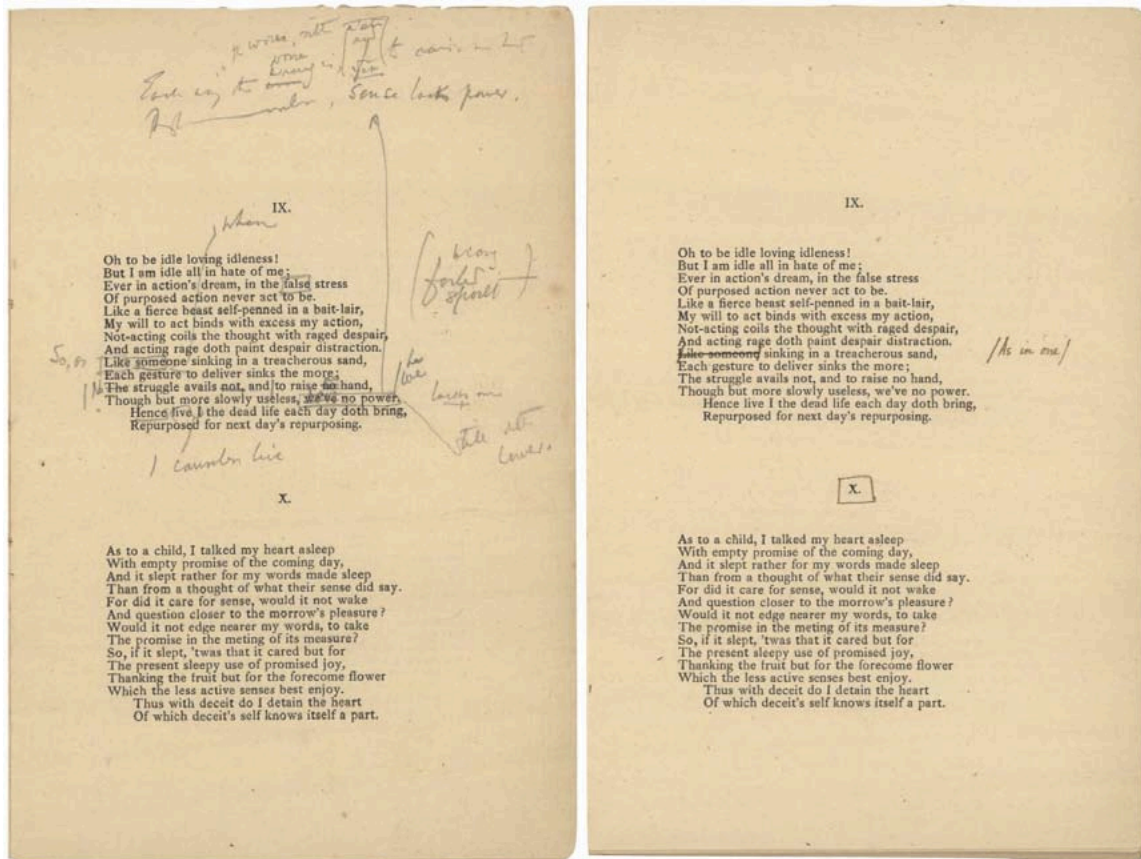 sense lacks power.
IX.
when
Oh to be idle loving idleness!
But I am idle all in hate of me;
Ever in action's dream, in the false stress
Of purposed action never act to be.
Like a fierce beast self-penned in a bait-lair,
My will to act binds with excess my action,
Not-acting coils the thought with raged despair,
And acting rage doth paint despair distraction.
So, as
Like someone sinking in a treacherous sand,
Each gesture to deliver sinks the more;
The struggle avails not, and to raise no hand,
Though but more slowly useless, we've no power.
Hence live I the dead life each day doth bring,
Repurposed for next day's repurposing.
X.
As to a child, I talked my heart asleep
With empty promise of the coming day,
And it slept rather for my words made sleep
Than from a thought of what their sense did say.
For did it care for sense, would it not wake
And question closer to the morrow's pleasure?
Would it not edge nearer my words, to take
The promise in the meting of its measure?
So, if it slept, 'twas that it cared but for
The present sleepy use of promised joy,
Thanking the fruit but for the forecome flower
Which the less active senses best enjoy.
Thus with deceit do I detain the heart
Of which deceit's self knows itself a part.
IX.
Oh to be idle loving idleness!
But I am idle all in hate of me;
Ever in action's dream, in the false stress
Of purposed action never act to be.
Like a fierce beast self-penned in a bait-lair,
My will to act binds with excess my action,
Not-acting coils the thought with raged despair,
And acting rage doth paint despair distraction.
Like someone sinking in a treacherous sand,
/As in one/
Each gesture to deliver sinks the more;
The struggle avails not, and to raise no hand,
Though but more slowly useless, we've no power.
Hence live I the dead life each day doth bring,
Repurposed for next day's repurposing.
X.
As to a child, I talked my heart asleep
With empty promise of the coming day,
And it slept rather for my words made sleep
Than from a thought of what their sense did say.
For did it care for sense, would it not wake
And question closer to the morrow's pleasure?
Would it not edge nearer my words, to take
The promise in the meting of its measure?
So, if it slept, 'twas that it cared but for
The present sleepy use of promised joy,
Thanking the fruit but for the forecome flower
Which the less active senses best enjoy.
Thus with deceit do I detain the heart
Of which deceit's self knows itself a part.